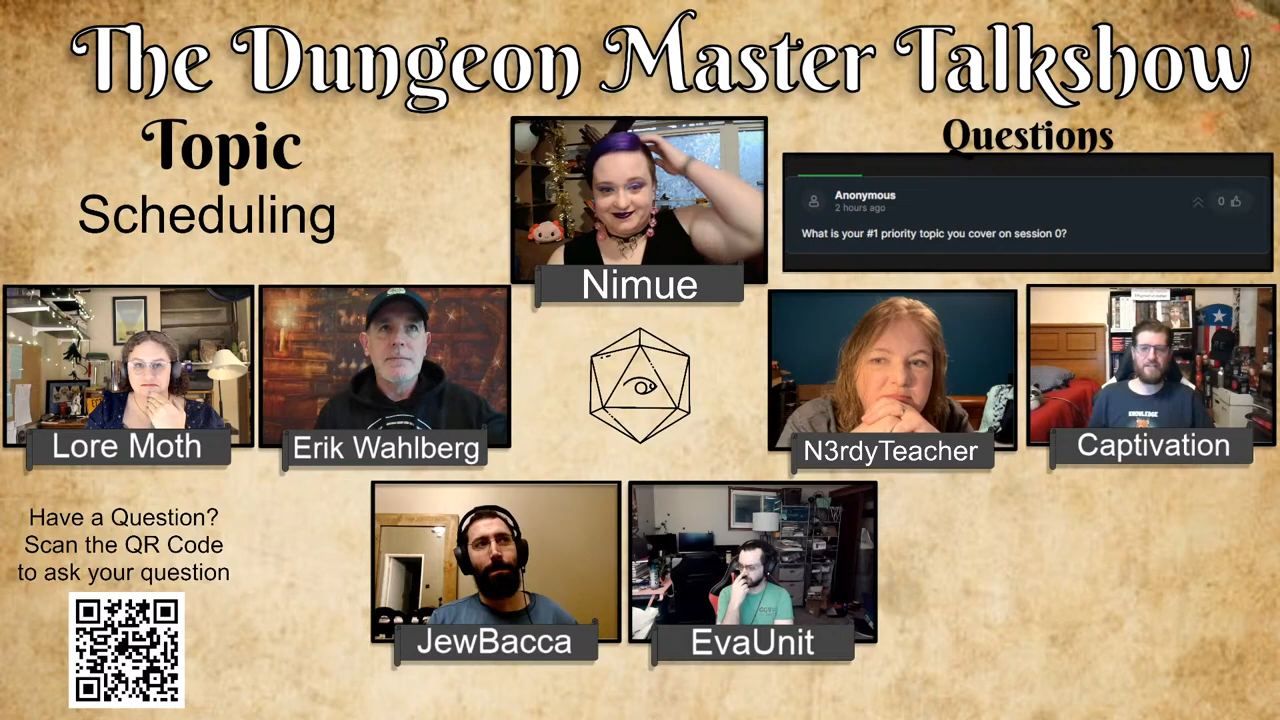 The Dungeon Master Talkshow
Topic
Scheduling
Questions
Anonymous
2 hours ago
0
What is your #1 priority topic you cover on session 0?
Nimue
Lore Moth
Erik Wahlberg
N3rdyTeacher
KNOWLEDGE
Captivation
Have a Question?
Scan the QR Code
to ask your question
JewBacca
EvaUnit